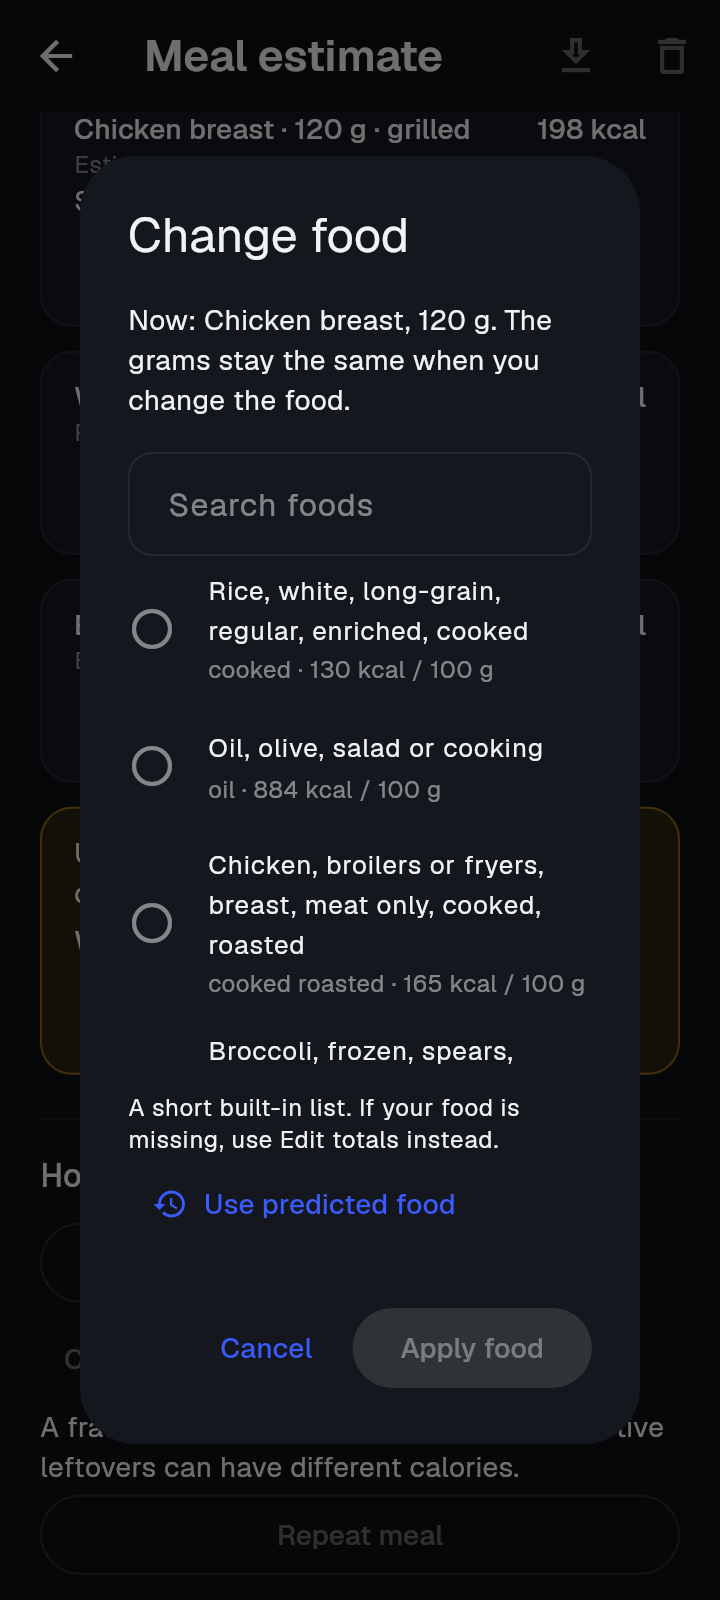 Meal estimate
Chicken breast · 120 g · grilled 198 kcal
Change food
Now: Chicken breast, 120 g. The
grams stay the same when you
change the food.
Search foods
Rice, white, long-grain,
regular, enriched, cooked
cooked · 130 kcal / 100 g
Oil, olive, salad or cooking
oil · 884 kcal / 100 g
Chicken, broilers or fryers,
breast, meat only, cooked,
roasted
cooked roasted · 165 kcal / 100 g
Broccoli, frozen, spears,
A short built-in list. If your food is
missing, use Edit totals instead.
Use predicted food
Cancel
Apply food
leftovers can have different calories.
Repeat meal